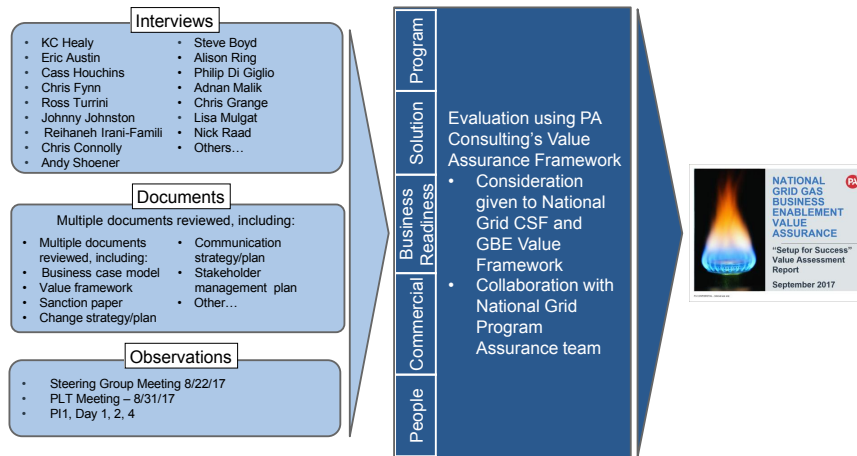 Interviews
• KC Healy
• Eric Austin
• Cass Houchins
• Chris Fynn
• Ross Turrini
• Johnny Johnston
• Reihaneh Irani-Famili
• Chris Connolly
• Andy Shoener
• Steve Boyd
• Alison Ring
• Philip Di Giglio
• Adnan Malik
• Chris Grange
• Lisa Mulgat
• Nick Raad
• Others…
Documents
Multiple documents reviewed, including:
• Multiple documents
reviewed, including:
• Business case model
• Value framework
• Sanction paper
• Change strategy/plan
• Communication
strategy/plan
• Stakeholder
management plan
• Other…
Observations
• Steering Group Meeting 8/22/17
• PLT Meeting – 8/31/17
• PI1, Day 1, 2, 4
Program
Solution
Business
Readiness
Commercial
People
Evaluation using PA
Consulting's Value
Assurance Framework
• Consideration
given to National
Grid CSF and
GBE Value
Framework
• Collaboration with
National Grid
Program
Assurance team
NATIONAL
GRID GAS
BUSINESS
ENABLEMENT
VALUE
ASSURANCE
PA
"Setup for Success"
Value Assessment
Report
September 2017